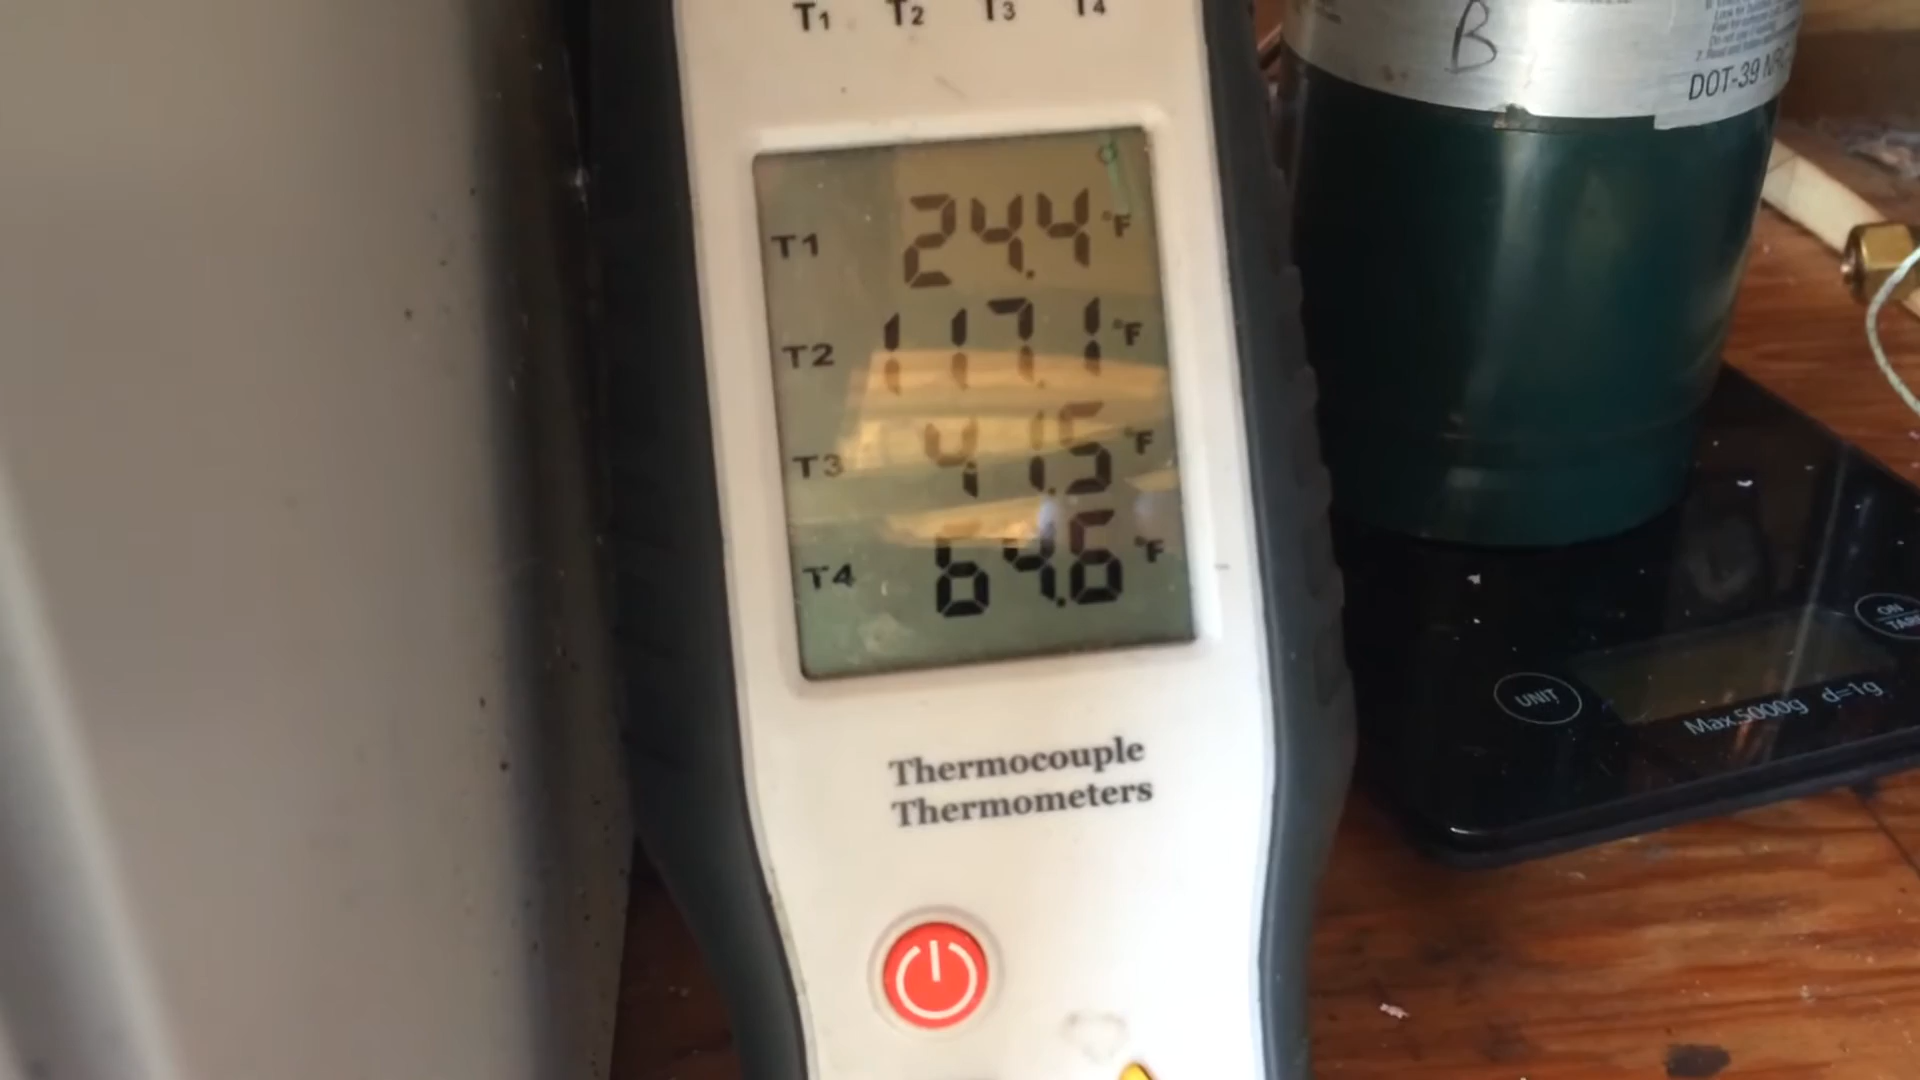 T1 T2 T3 T4
T1 24.4 °F
T2 117.1 °F
T3 41.5 °F
T4 64.6 °F
Thermocouple
Thermometers
B
DOT-39
ON
UNIT
Max.5000g d=1g